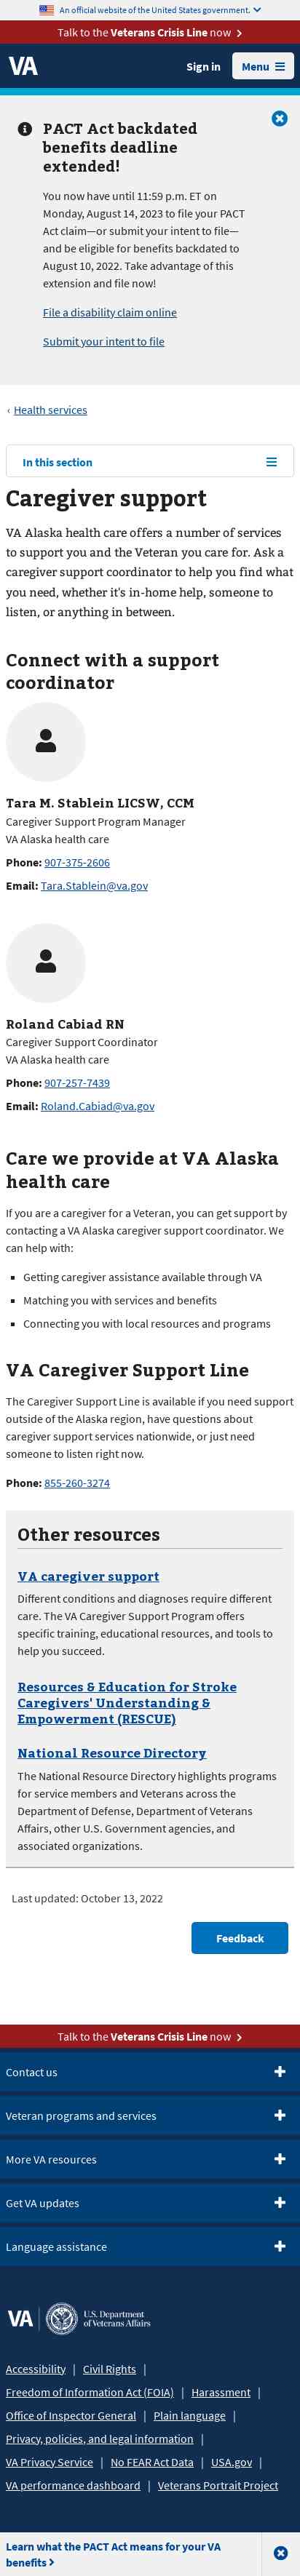 An official website of the United States government.
Talk to the Veterans Crisis Line now
VA
Sign in
Menu
PACT Act backdated
benefits deadline
extended!
You now have until 11:59 p.m. ET on
Monday, August 14, 2023 to file your PACT
Act claim—or submit your intent to file—
and be eligible for benefits backdated to
August 10, 2022. Take advantage of this
extension and file now!
File a disability claim online
Submit your intent to file
‹ Health services
In this section
Caregiver support
VA Alaska health care offers a number of services
to support you and the Veteran you care for. Ask a
caregiver support coordinator to help you find what
you need, whether it's in-home help, someone to
listen, or anything in between.
Connect with a support
coordinator
Tara M. Stablein LICSW, CCM
Caregiver Support Program Manager
VA Alaska health care
Phone: 907-375-2606
Email: Tara.Stablein@va.gov
Roland Cabiad RN
Caregiver Support Coordinator
VA Alaska health care
Phone: 907-257-7439
Email: Roland.Cabiad@va.gov
Care we provide at VA Alaska
health care
If you are a caregiver for a Veteran, you can get support by
contacting a VA Alaska caregiver support coordinator. We
can help with:
Getting caregiver assistance available through VA
Matching you with services and benefits
Connecting you with local resources and programs
VA Caregiver Support Line
The Caregiver Support Line is available if you need support
outside of the Alaska region, have questions about
caregiver support services nationwide, or just need
someone to listen right now.
Phone: 855-260-3274
Other resources
VA caregiver support
Different conditions and diagnoses require different
care. The VA Caregiver Support Program offers
specific training, educational resources, and tools to
help you succeed.
Resources & Education for Stroke
Caregivers' Understanding &
Empowerment (RESCUE)
National Resource Directory
The National Resource Directory highlights programs
for service members and Veterans across the
Department of Defense, Department of Veterans
Affairs, other U.S. Government agencies, and
associated organizations.
Last updated: October 13, 2022
Feedback
Talk to the Veterans Crisis Line now
Contact us
Veteran programs and services
More VA resources
Get VA updates
Language assistance
VA U.S. Department
of Veterans Affairs
Accessibility | Civil Rights |
Freedom of Information Act (FOIA) | Harassment |
Office of Inspector General | Plain language |
Privacy, policies, and legal information |
VA Privacy Service | No FEAR Act Data | USA.gov |
VA performance dashboard | Veterans Portrait Project
Learn what the PACT Act means for your VA
benefits